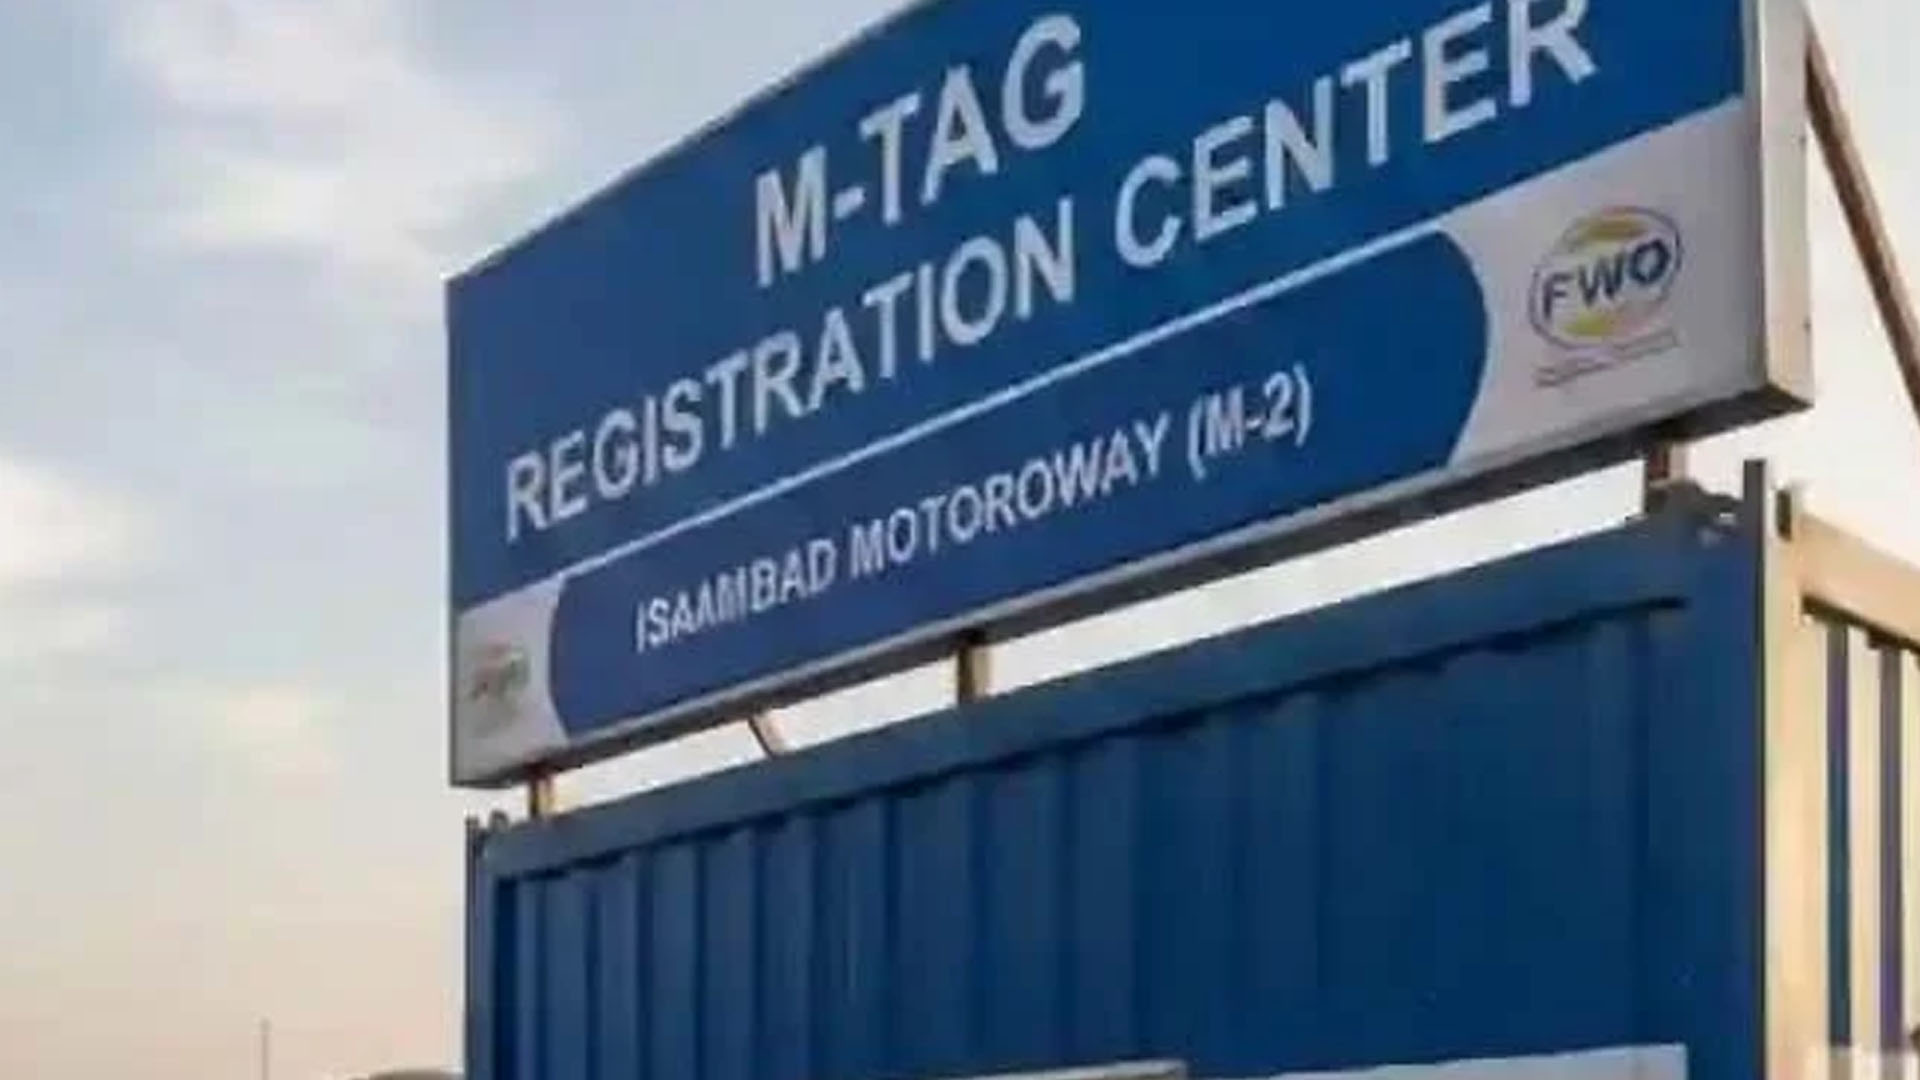 M-TAG
REGISTRATION CENTER
ISAAMBAD MOTOROWAY (M-2)
FWO